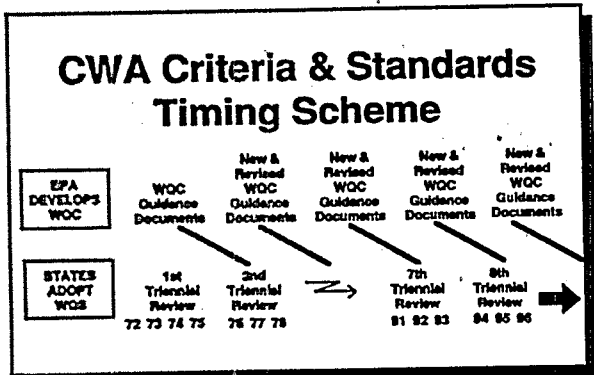 CWA Criteria & Standards
Timing Scheme
EPA
DEVELOPS
WQC
WQC
Guidance
Documents
New &
Revised
WQC
Guidance
Documents
New &
Revised
WQC
Guidance
Documents
New &
Revised
WQC
Guidance
Documents
New &
Revised
WQC
Guidance
Documents
STATES
ADOPT
WQS
1st
Triennial
Review
72 73 74 75
2nd
Triennial
Review
76 77 78
7th
Triennial
Review
91 92 93
8th
Triennial
Review
94 95 96